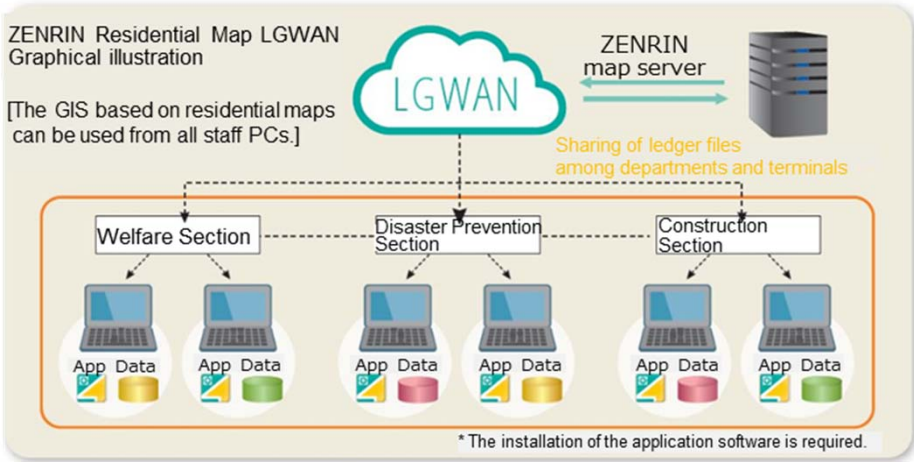 ZENRIN Residential Map LGWAN
Graphical illustration
[The GIS based on residential maps
can be used from all staff PCs.]
LGWAN
ZENRIN
map server
Sharing of ledger files
among departments and terminals
Welfare Section
Disaster Prevention
Section
Construction
Section
App Data
App Data
App Data
App Data
App Data
App Data
* The installation of the application software is required.